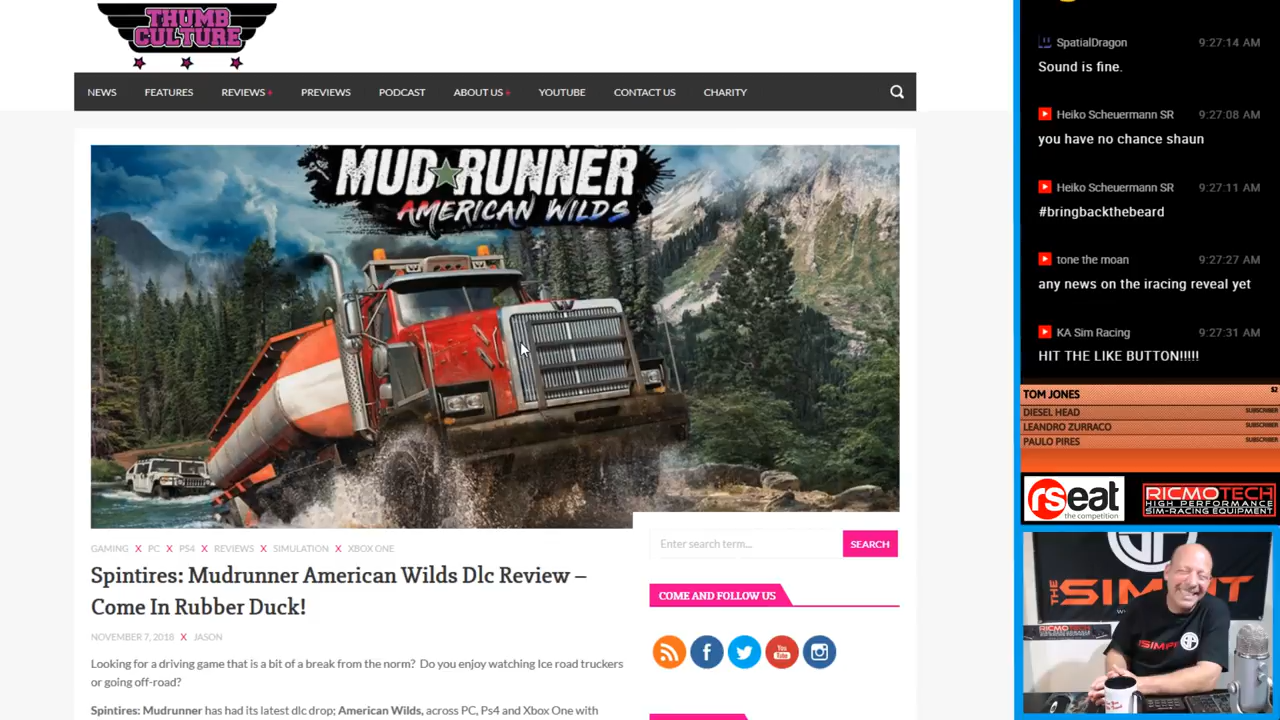 THUMB
CULTURE
NEWS
FEATURES
REVIEWS
PREVIEWS
PODCAST
ABOUT US
YOUTUBE
CONTACT US
CHARITY
MUD RUNNER
AMERICAN WILDS
GAMING X PC X PS4 X REVIEWS X SIMULATION X XBOX ONE
Spintires: Mudrunner American Wilds Dlc Review –
Come In Rubber Duck!
NOVEMBER 7, 2018 X JASON
Looking for a driving game that is a bit of a break from the norm? Do you enjoy watching Ice road truckers
or going off-road?
Spintires: Mudrunner has had its latest dlc drop; American Wilds, across PC, Ps4 and Xbox One with
Enter search term...
SEARCH
COME AND FOLLOW US
You
Tube
SpatialDragon 9:27:14 AM
Sound is fine.
Heiko Scheuermann SR 9:27:08 AM
you have no chance shaun
Heiko Scheuermann SR 9:27:11 AM
#bringbackthebeard
tone the moan 9:27:27 AM
any news on the iracing reveal yet
KA Sim Racing 9:27:31 AM
HIT THE LIKE BUTTON!!!!!
TOM JONES $2
DIESEL HEAD SUBSCRIBER
LEANDRO ZURRACO SUBSCRIBER
PAULO PIRES SUBSCRIBER
rseat
the competition
RICMOTECH
HIGH PERFORMANCE
SIM-RACING EQUIPMENT
THE SIMPIT
RICMOTECH